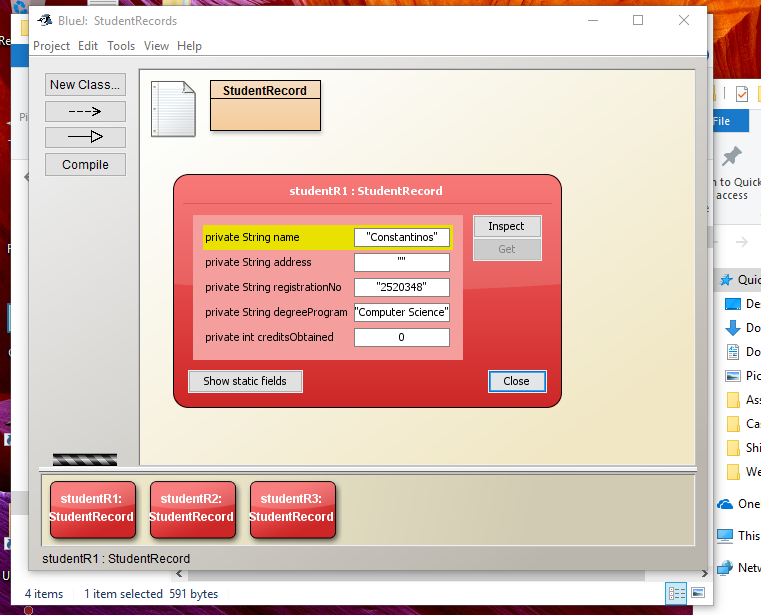 BlueJ: StudentRecords
Project Edit Tools View Help
New Class...
Compile
StudentRecord
studentR1 : StudentRecord
private String name "Constantinos"
private String address ""
private String registrationNo "2520348"
private String degreeProgram "Computer Science"
private int creditsObtained 0
Inspect
Get
Show static fields
Close
studentR1:
StudentRecord
studentR2:
StudentRecord
studentR3:
StudentRecord
studentR1 : StudentRecord
4 items 1 item selected 591 bytes
File
to Quick
access
Quic
De
Do
Do
Pic
Ass
Ca
Shi
We
One
This
Netw